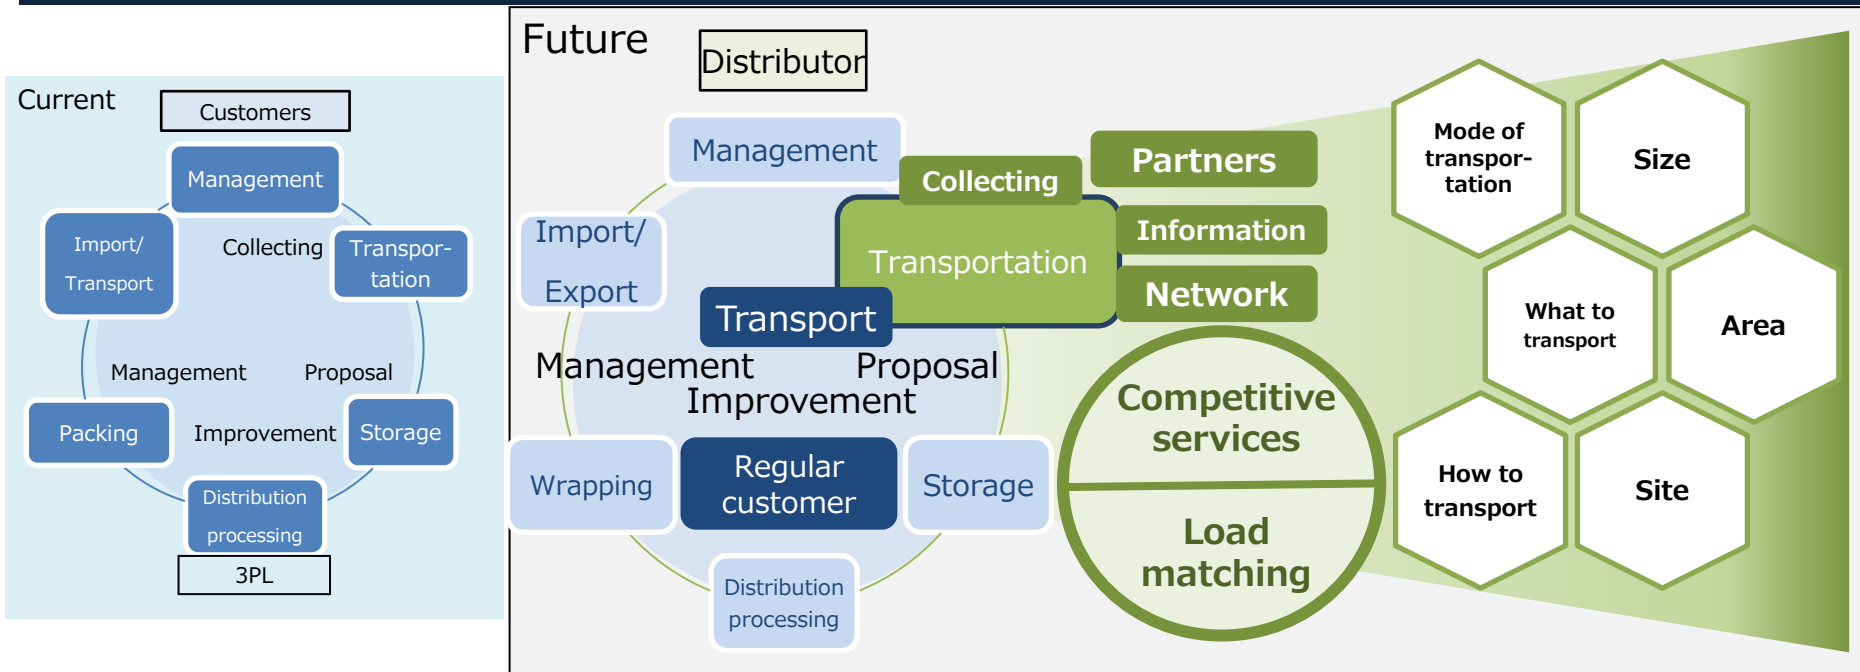 Current
Customers
Management
Import/
Transport
Collecting
Transpor-
tation
Management
Proposal
Packing
Improvement
Storage
Distribution
processing
3PL
Future
Distributor
Management
Collecting
Partners
Import/
Export
Transportation
Information
Network
Transport
Management
Proposal
Improvement
Wrapping
Regular
customer
Storage
Distribution
processing
Competitive
services
Load
matching
Mode of
transpor-
tation
Size
What to
transport
Area
How to
transport
Site